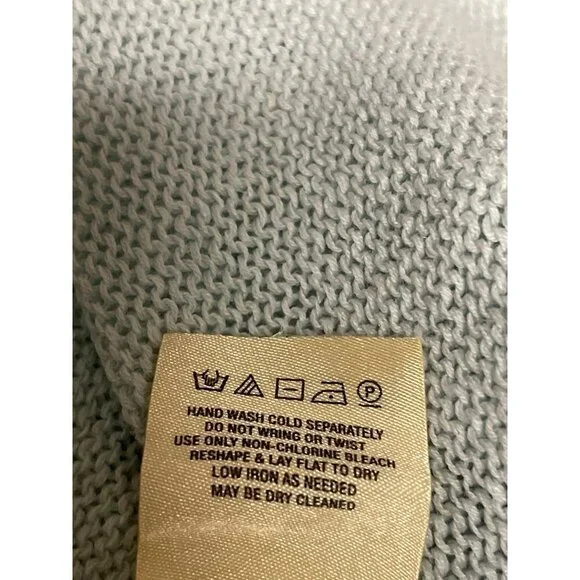 HAND WASH COLD SEPARATELY
DO NOT WRING OR TWIST
USE ONLY NON-CHLORINE BLEACH
RESHAPE & LAY FLAT TO DRY
LOW IRON AS NEEDED
MAY BE DRY CLEANED